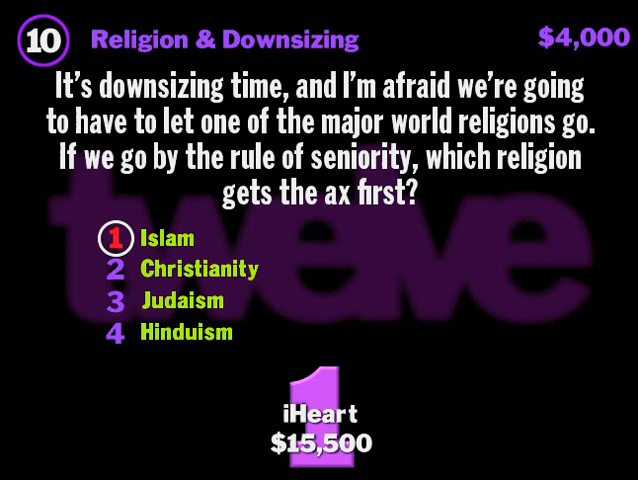 10 Religion & Downsizing $4,000
It's downsizing time, and I'm afraid we're going
to have to let one of the major world religions go.
If we go by the rule of seniority, which religion
gets the ax first?
twelve
1 Islam
2 Christianity
3 Judaism
4 Hinduism
1
iHeart
$15,500